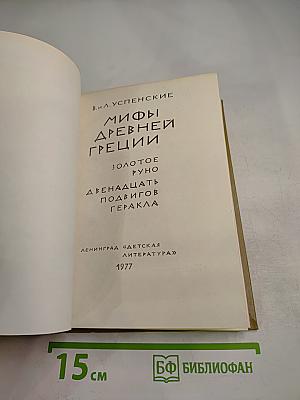 В. и Л. УСПЕНСКИЕ
МИФЫ
ДРЕВНЕЙ
ГРЕЦИИ
ЗОЛОТОЕ
РУНО
ДВЕНАДЦАТЬ
ПОДВИГОВ
ГЕРАКЛА
ЛЕНИНГРАД «ДЕТСКАЯ
ЛИТЕРАТУРА»
1977
15 см
БФ БИБЛИОФАН